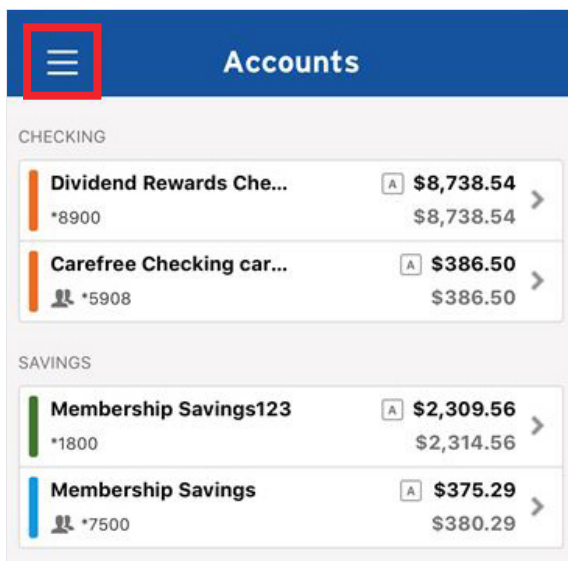 Accounts
CHECKING
Dividend Rewards Che... A $8,738.54
*8900 $8,738.54
Carefree Checking car... A $386.50
*5908 $386.50
SAVINGS
Membership Savings123 A $2,309.56
*1800 $2,314.56
Membership Savings A $375.29
*7500 $380.29